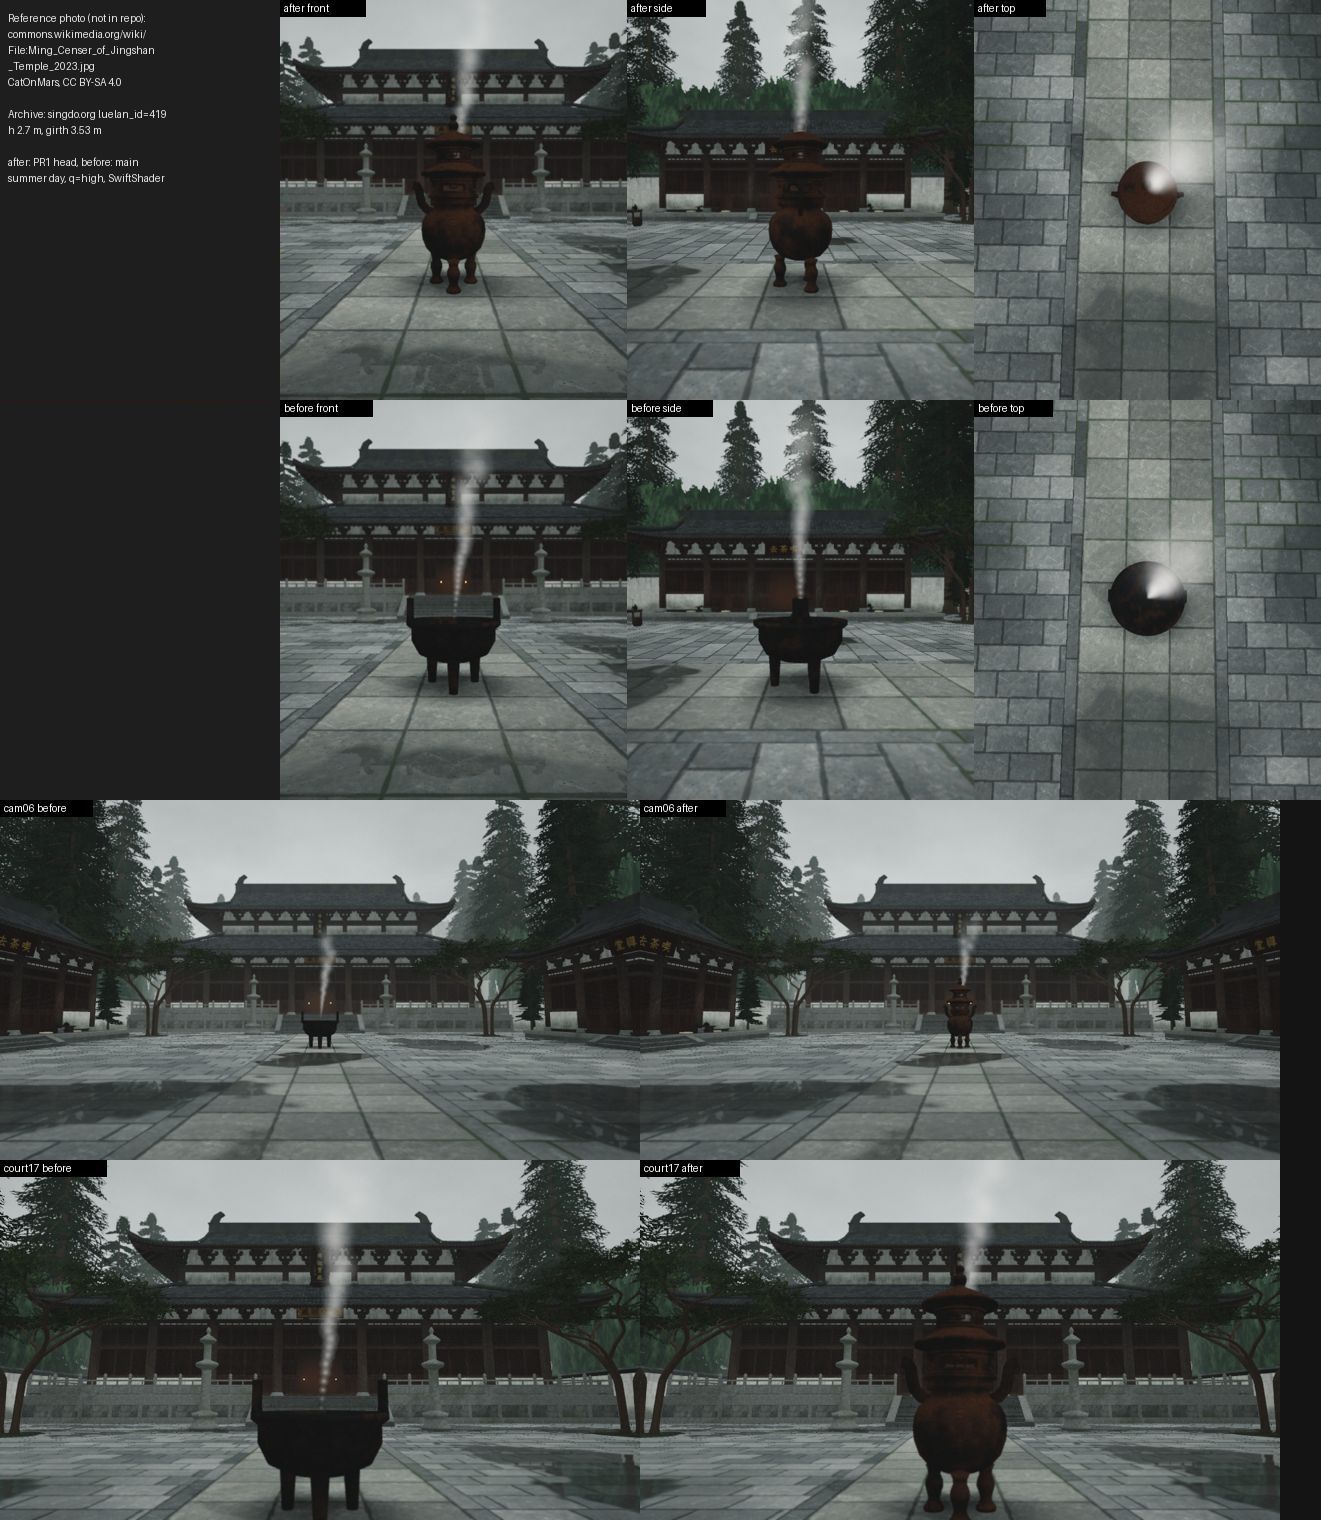 Reference photo (not in repo):
commons.wikimedia.org/wiki/
File:Ming_Censer_of_Jingshan
_Temple_2023.jpg
CatOnMars, CC BY-SA 4.0
Archive: singdo.org luelan_id=419
h 2.7 m, girth 3.53 m
after: PR1 head, before: main
summer day, q=high, SwiftShader
after front
after side
after top
before front
before side
before top
cam06 before
cam06 after
court17 before
court17 after